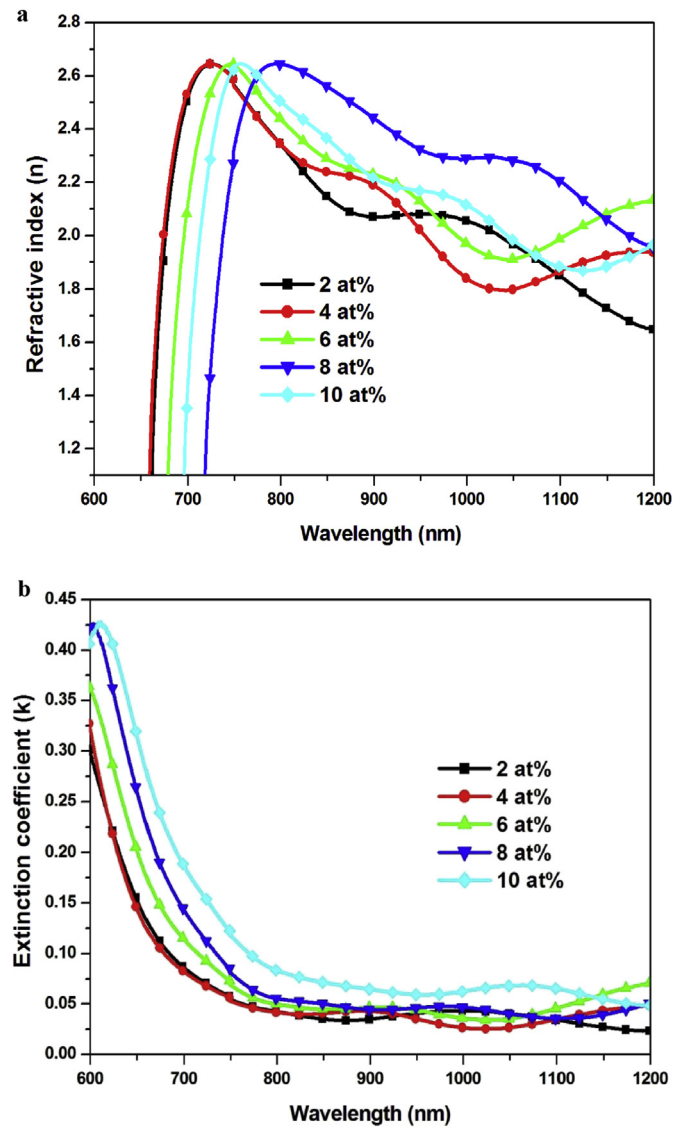 a
2.8
2.6
2.4
2.2
2.0
1.8
1.6
1.4
1.2
Refractive index (n)
2 at%
4 at%
6 at%
8 at%
10 at%
600 700 800 900 1000 1100 1200
Wavelength (nm)
b
0.45
0.40
0.35
0.30
0.25
0.20
0.15
0.10
0.05
0.00
Extinction coefficient (k)
2 at%
4 at%
6 at%
8 at%
10 at%
600 700 800 900 1000 1100 1200
Wavelength (nm)